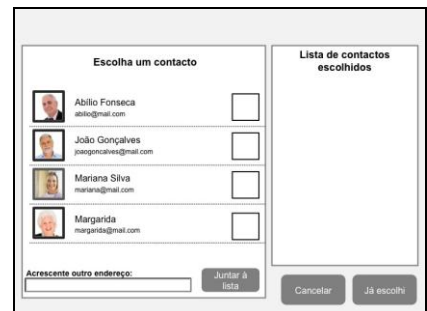 Escolha um contacto
Abílio Fonseca
abilio@mail.com
João Gonçalves
joaogoncalves@mail.com
Mariana Silva
mariana@mail.com
Margarida
margarida@mail.com
Acrescente outro endereço:
Juntar à
lista
Lista de contactos
escolhidos
Cancelar
Já escolhi